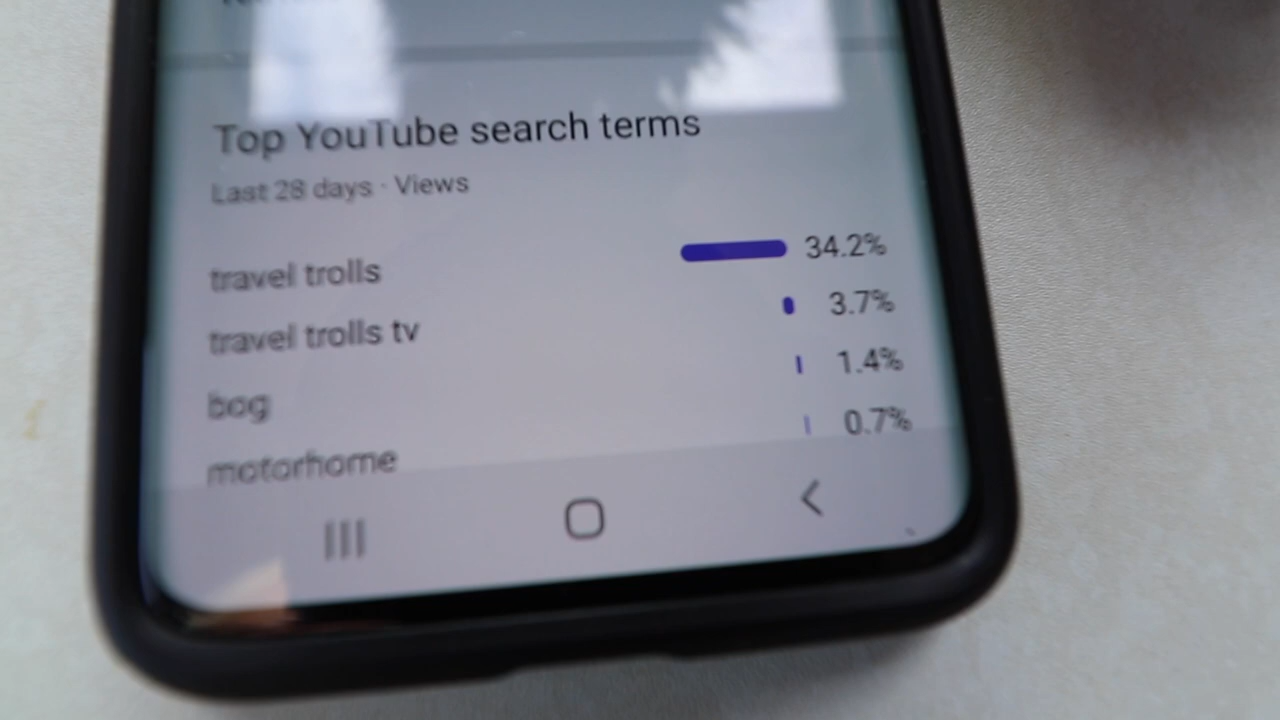 Top YouTube search terms
Last 28 days · Views
travel trolls 34.2%
travel trolls tv 3.7%
bog 1.4%
motorhome 0.7%